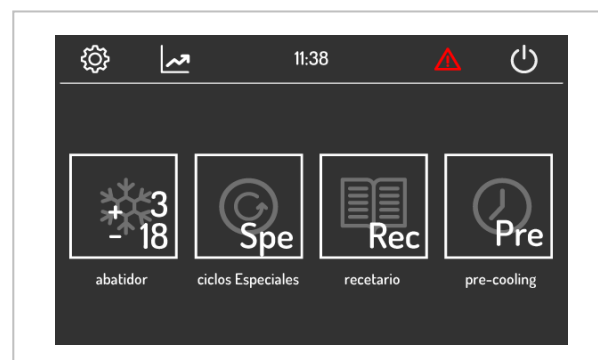 11:38
+3
-18
Spe
Rec
Pre
abatidor
ciclos Especiales
recetario
pre-cooling